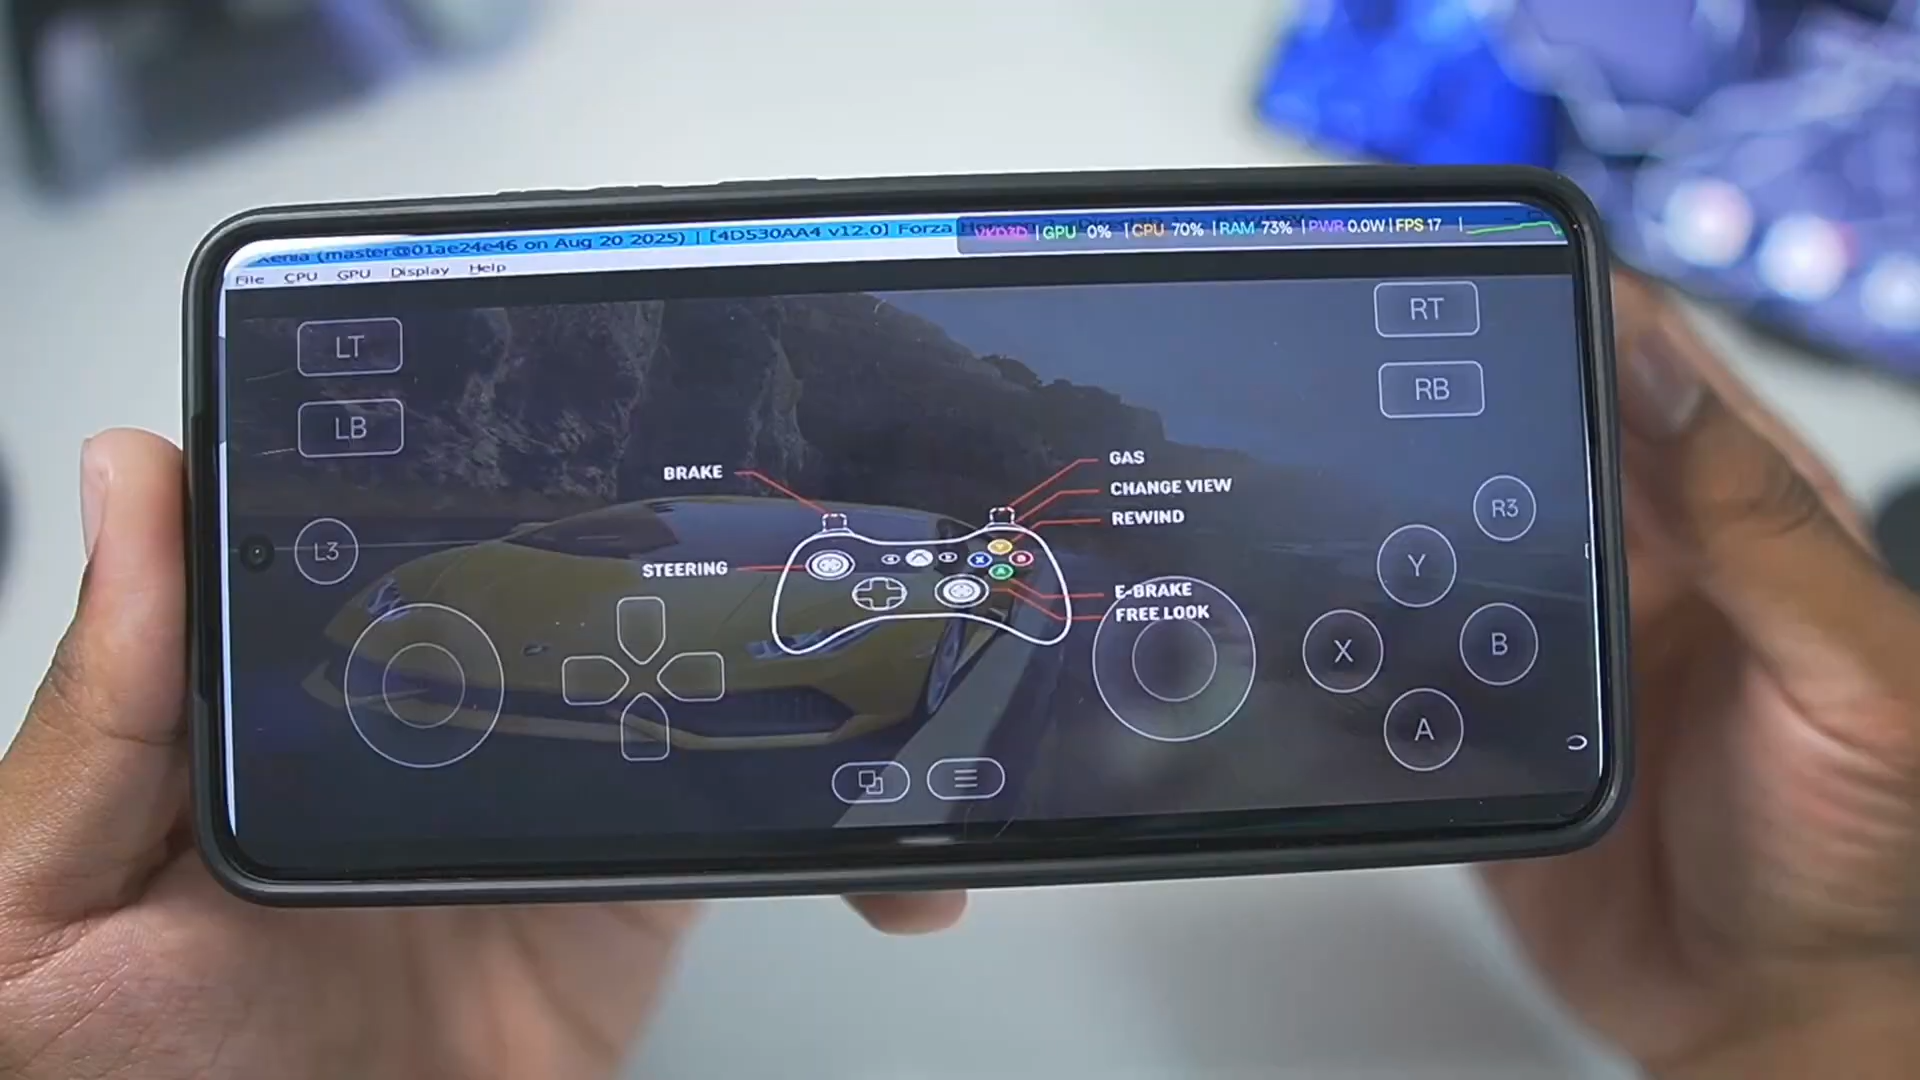 Xenia (master@01ae24e46 on Aug 20 2025) | [4D530AA4 v12.0] Forza
VKD3D | GPU 0% | CPU 70% | RAM 73% | PWR 0.0W | FPS 17
File CPU GPU Display Help
LT
RT
LB
RB
BRAKE
GAS
CHANGE VIEW
REWIND
STEERING
E-BRAKE
FREE LOOK
L3
R3
Y
X
B
A
Y
X
B
A